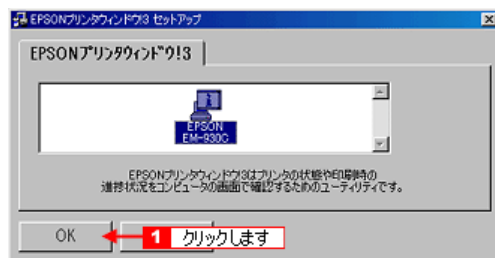 EPSONプリンタウィンドウ!3 セットアップ
EPSONプリンタウィンドウ!3
EPSON
EM-930C
EPSONプリンタウィンドウ!3はプリンタの状態や印刷時の
進捗状況をコンピュータの画面で確認するためのユーティリティです。
OK
1 クリックします